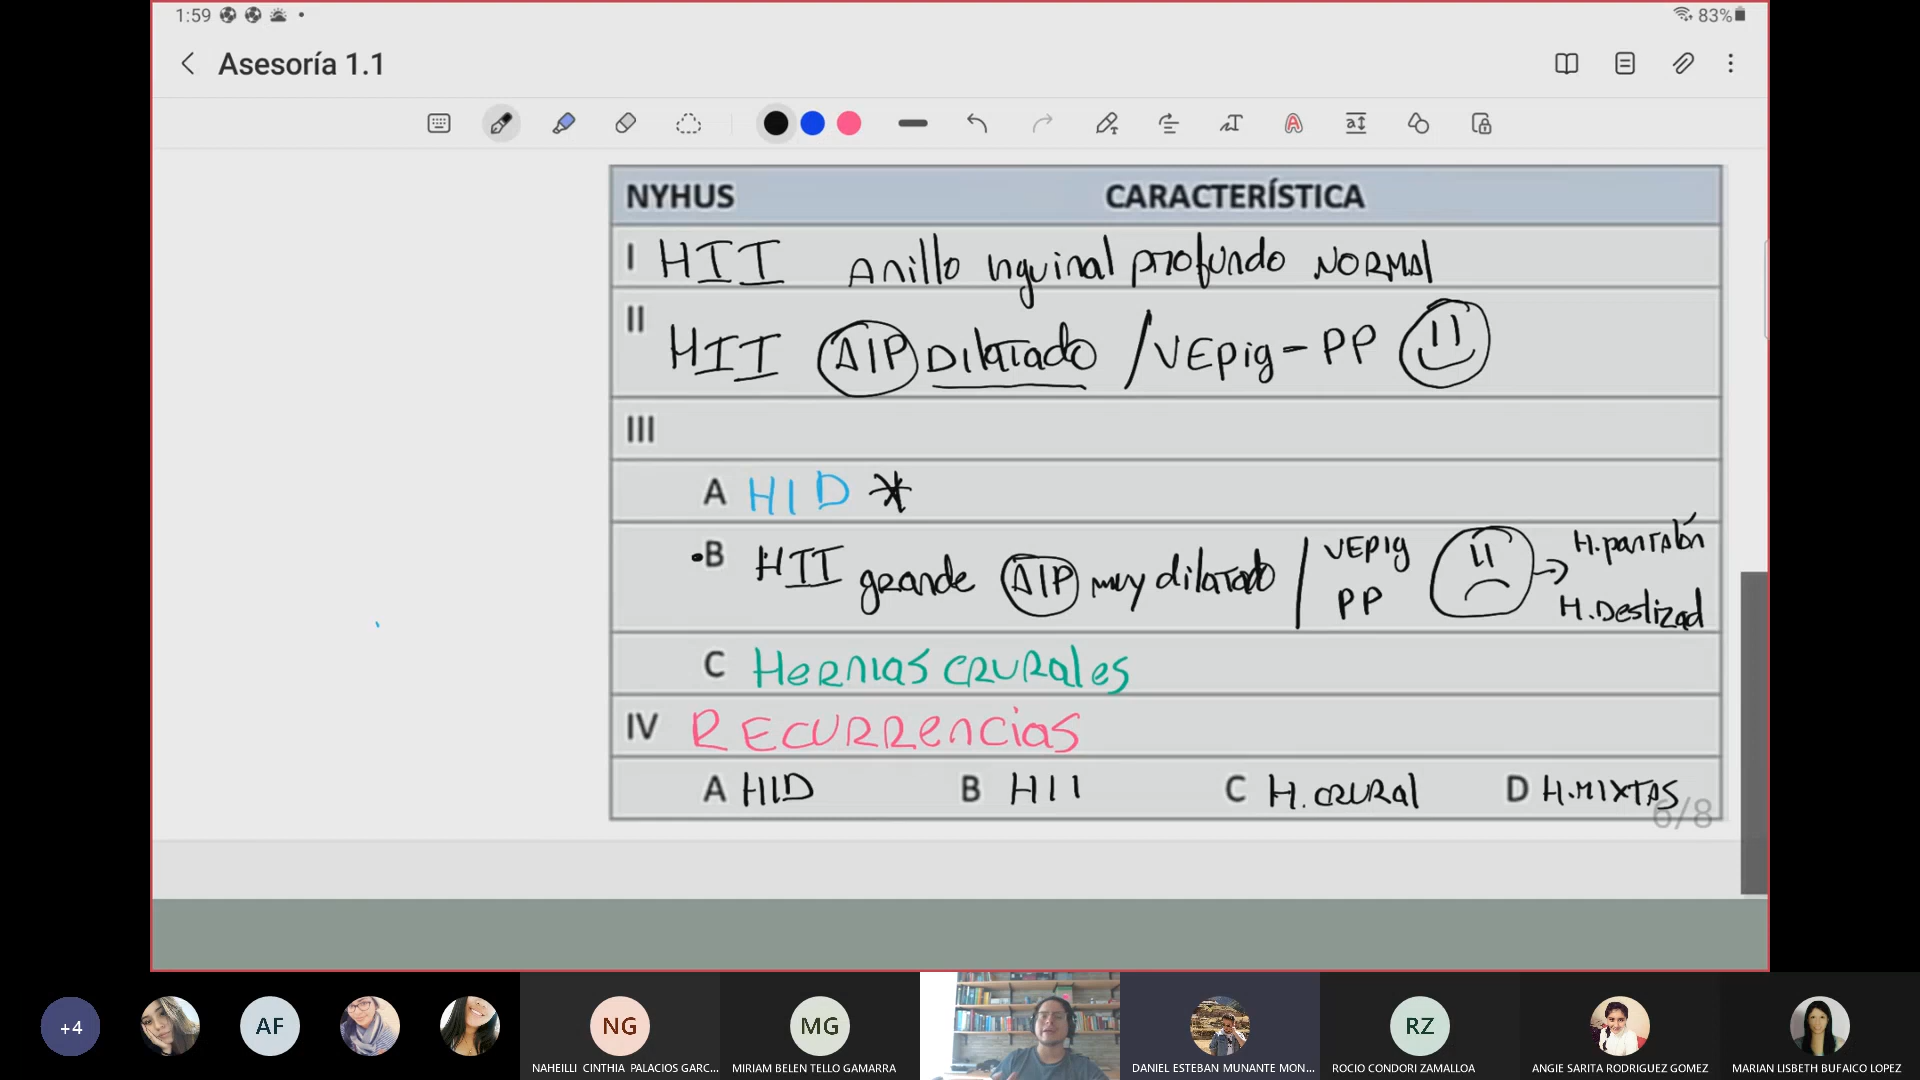 1:59
83%
Asesoría 1.1
NYHUS CARACTERÍSTICA
I HII Anillo inguinal profundo NORMAL
II HII AIP Dilatado / VEpig - PP
III
A HID *
B HII grande AIP muy dilatado / VEPIg PP → H.pantalón H.Deslizad
C Hernias crurales
IV Recurrencias
A HID B HII C H. crural D H.MIXTAS
6/8
+4 AF NG MG RZ
NAHEILLI CINTHIA PALACIOS GARC... MIRIAM BELEN TELLO GAMARRA DANIEL ESTEBAN MUNANTE MON... ROCIO CONDORI ZAMALLOA ANGIE SARITA RODRIGUEZ GOMEZ MARIAN LISBETH BUFAICO LOPEZ